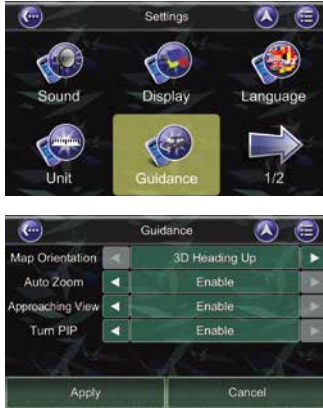 Settings
Sound Display Language
Unit Guidance 1/2
Guidance
Map Orientation 3D Heading Up
Auto Zoom Enable
Approaching View Enable
Turn PIP Enable
Apply Cancel